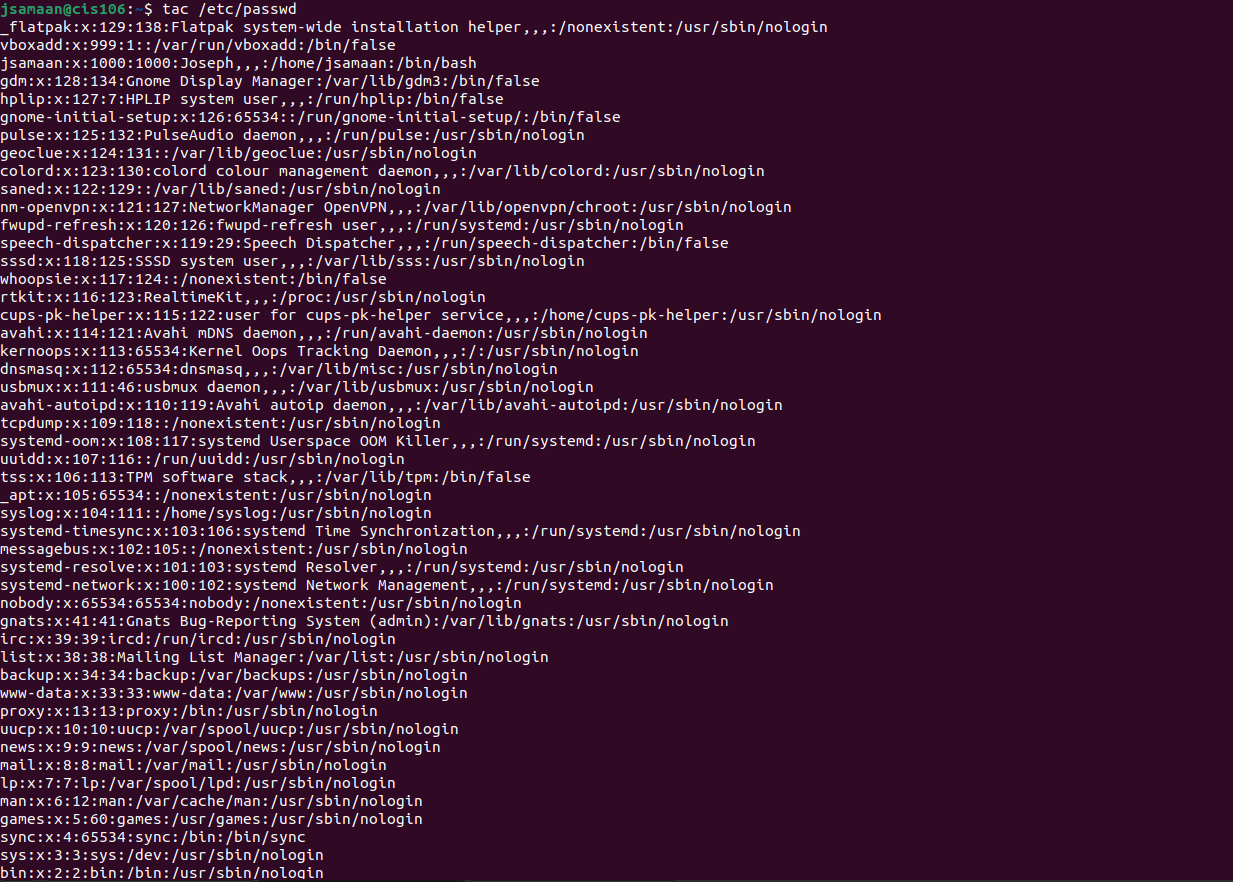 jsamaan@cis106:~$ tac /etc/passwd
_flatpak:x:129:138:Flatpak system-wide installation helper,,,:/nonexistent:/usr/sbin/nologin
vboxadd:x:999:1::/var/run/vboxadd:/bin/false
jsamaan:x:1000:1000:Joseph,,,:/home/jsamaan:/bin/bash
gdm:x:128:134:Gnome Display Manager:/var/lib/gdm3:/bin/false
hplip:x:127:7:HPLIP system user,,,:/run/hplip:/bin/false
gnome-initial-setup:x:126:65534::/run/gnome-initial-setup/:/bin/false
pulse:x:125:132:PulseAudio daemon,,,:/run/pulse:/usr/sbin/nologin
geoclue:x:124:131::/var/lib/geoclue:/usr/sbin/nologin
colord:x:123:130:colord colour management daemon,,,:/var/lib/colord:/usr/sbin/nologin
saned:x:122:129::/var/lib/saned:/usr/sbin/nologin
nm-openvpn:x:121:127:NetworkManager OpenVPN,,,:/var/lib/openvpn/chroot:/usr/sbin/nologin
fwupd-refresh:x:120:126:fwupd-refresh user,,,:/run/systemd:/usr/sbin/nologin
speech-dispatcher:x:119:29:Speech Dispatcher,,,:/run/speech-dispatcher:/bin/false
sssd:x:118:125:SSSD system user,,,:/var/lib/sss:/usr/sbin/nologin
whoopsie:x:117:124::/nonexistent:/bin/false
rtkit:x:116:123:RealtimeKit,,,:/proc:/usr/sbin/nologin
cups-pk-helper:x:115:122:user for cups-pk-helper service,,,:/home/cups-pk-helper:/usr/sbin/nologin
avahi:x:114:121:Avahi mDNS daemon,,,:/run/avahi-daemon:/usr/sbin/nologin
kernoops:x:113:65534:Kernel Oops Tracking Daemon,,,:/:/usr/sbin/nologin
dnsmasq:x:112:65534:dnsmasq,,,:/var/lib/misc:/usr/sbin/nologin
usbmux:x:111:46:usbmux daemon,,,:/var/lib/usbmux:/usr/sbin/nologin
avahi-autoipd:x:110:119:Avahi autoip daemon,,,:/var/lib/avahi-autoipd:/usr/sbin/nologin
tcpdump:x:109:118::/nonexistent:/usr/sbin/nologin
systemd-oom:x:108:117:systemd Userspace OOM Killer,,,:/run/systemd:/usr/sbin/nologin
uuidd:x:107:116::/run/uuidd:/usr/sbin/nologin
tss:x:106:113:TPM software stack,,,:/var/lib/tpm:/bin/false
_apt:x:105:65534::/nonexistent:/usr/sbin/nologin
syslog:x:104:111::/home/syslog:/usr/sbin/nologin
systemd-timesync:x:103:106:systemd Time Synchronization,,,:/run/systemd:/usr/sbin/nologin
messagebus:x:102:105::/nonexistent:/usr/sbin/nologin
systemd-resolve:x:101:103:systemd Resolver,,,:/run/systemd:/usr/sbin/nologin
systemd-network:x:100:102:systemd Network Management,,,:/run/systemd:/usr/sbin/nologin
nobody:x:65534:65534:nobody:/nonexistent:/usr/sbin/nologin
gnats:x:41:41:Gnats Bug-Reporting System (admin):/var/lib/gnats:/usr/sbin/nologin
irc:x:39:39:ircd:/run/ircd:/usr/sbin/nologin
list:x:38:38:Mailing List Manager:/var/list:/usr/sbin/nologin
backup:x:34:34:backup:/var/backups:/usr/sbin/nologin
www-data:x:33:33:www-data:/var/www:/usr/sbin/nologin
proxy:x:13:13:proxy:/bin:/usr/sbin/nologin
uucp:x:10:10:uucp:/var/spool/uucp:/usr/sbin/nologin
news:x:9:9:news:/var/spool/news:/usr/sbin/nologin
mail:x:8:8:mail:/var/mail:/usr/sbin/nologin
lp:x:7:7:lp:/var/spool/lpd:/usr/sbin/nologin
man:x:6:12:man:/var/cache/man:/usr/sbin/nologin
games:x:5:60:games:/usr/games:/usr/sbin/nologin
sync:x:4:65534:sync:/bin:/bin/sync
sys:x:3:3:sys:/dev:/usr/sbin/nologin
bin:x:2:2:bin:/bin:/usr/sbin/nologin